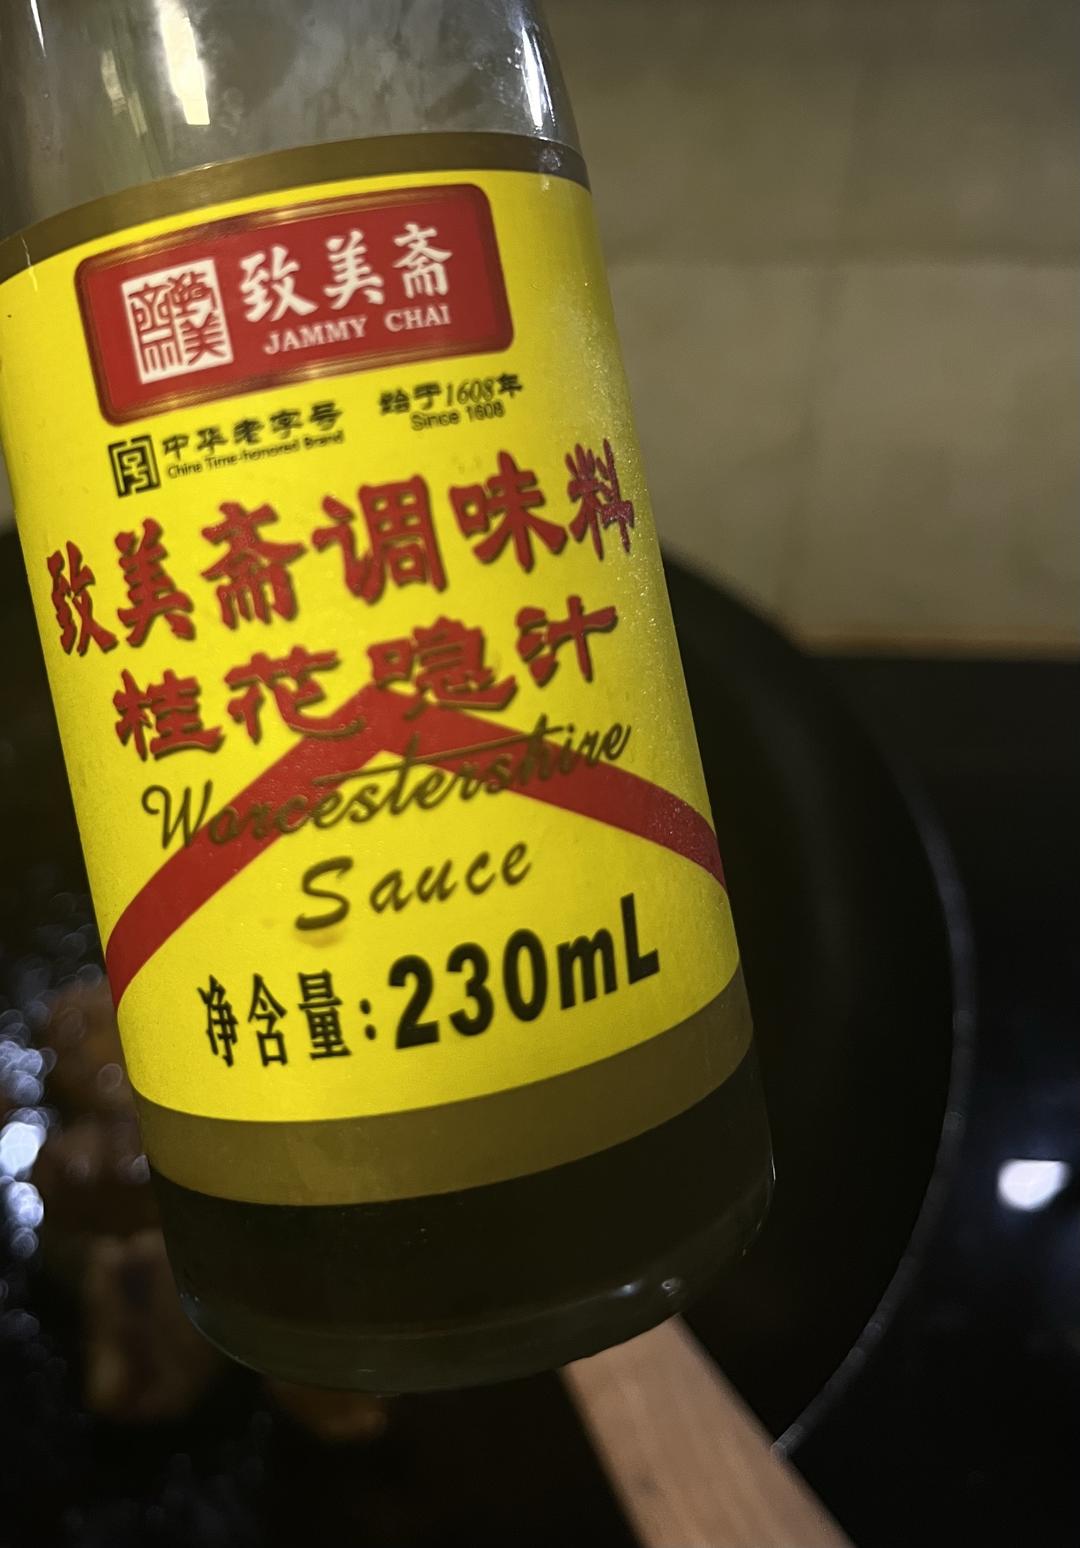 致美斋
JAMMY CHAI
中华老字号
China Time-honored Brand
始于1608年
Since 1608
致美斋调味料
桂花喼汁
Worcestershire
Sauce
净含量:230mL